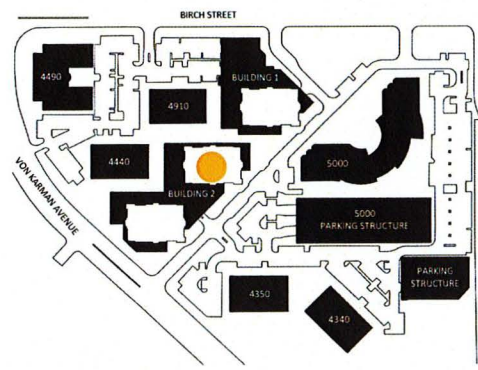 BIRCH STREET
4490
BUILDING 1
4910
4440
5000
BUILDING 2
VON KARMAN AVENUE
5000
PARKING STRUCTURE
PARKING
STRUCTURE
4350
4340